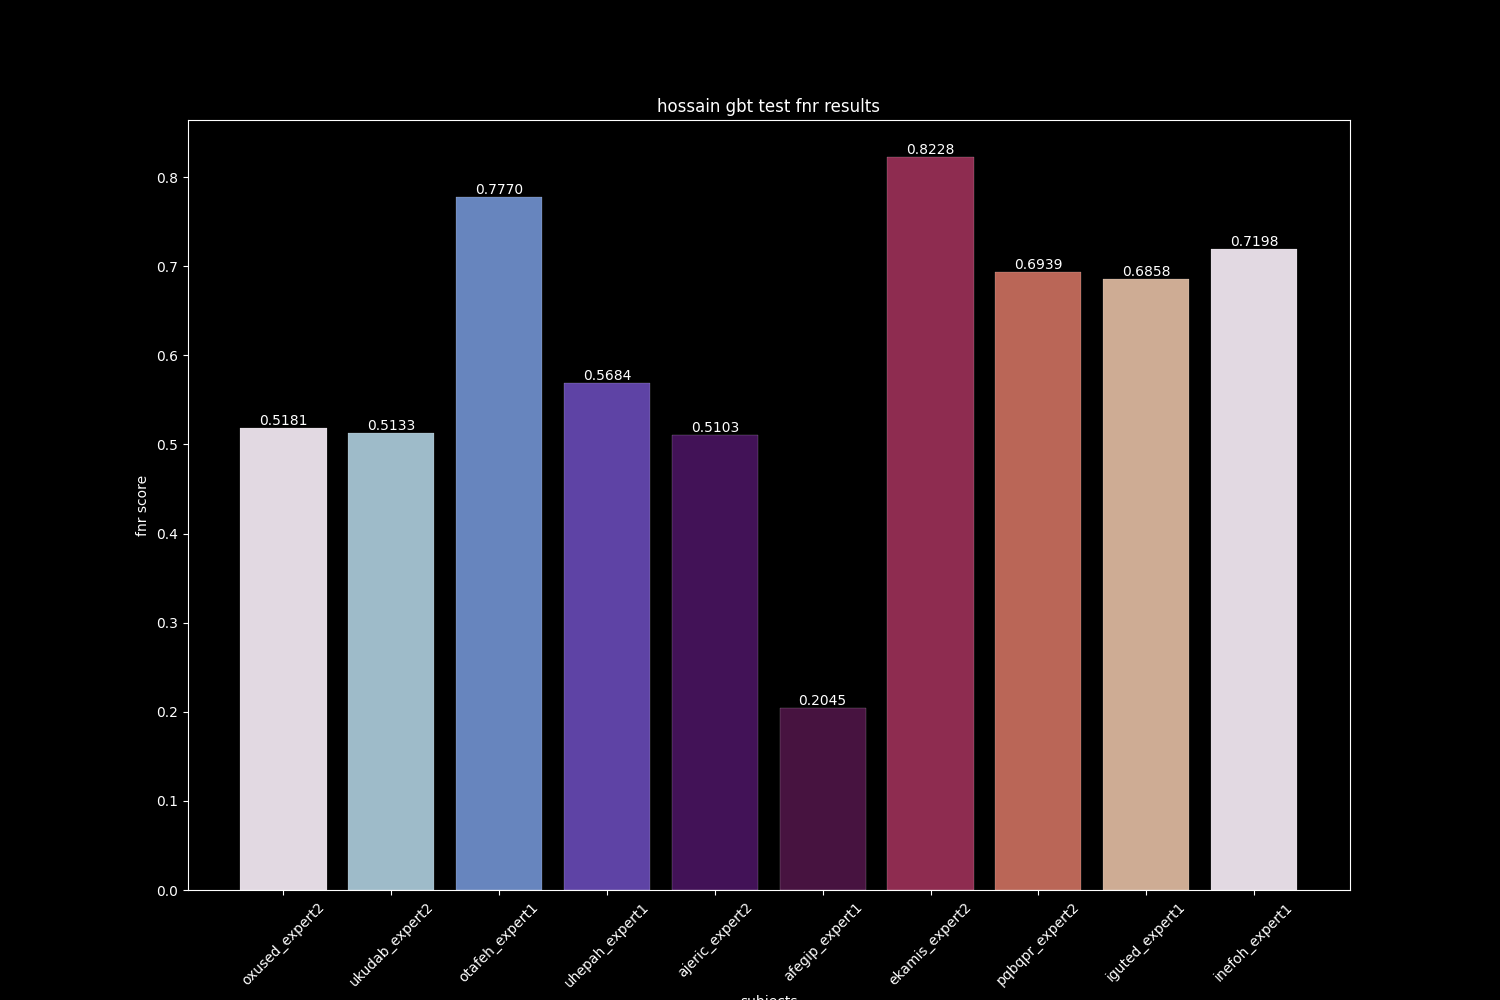 hossain gbt test fnr results
fnr score
0.8
0.7
0.6
0.5
0.4
0.3
0.2
0.1
0.0
0.5181
0.5133
0.7770
0.5684
0.5103
0.2045
0.8228
0.6939
0.6858
0.7198
oxused_expert2
ukudab_expert2
otafeh_expert1
uhepah_expert1
ajeric_expert2
afegip_expert1
ekamis_expert2
pqbqpr_expert2
iguted_expert1
inefoh_expert1
subjects